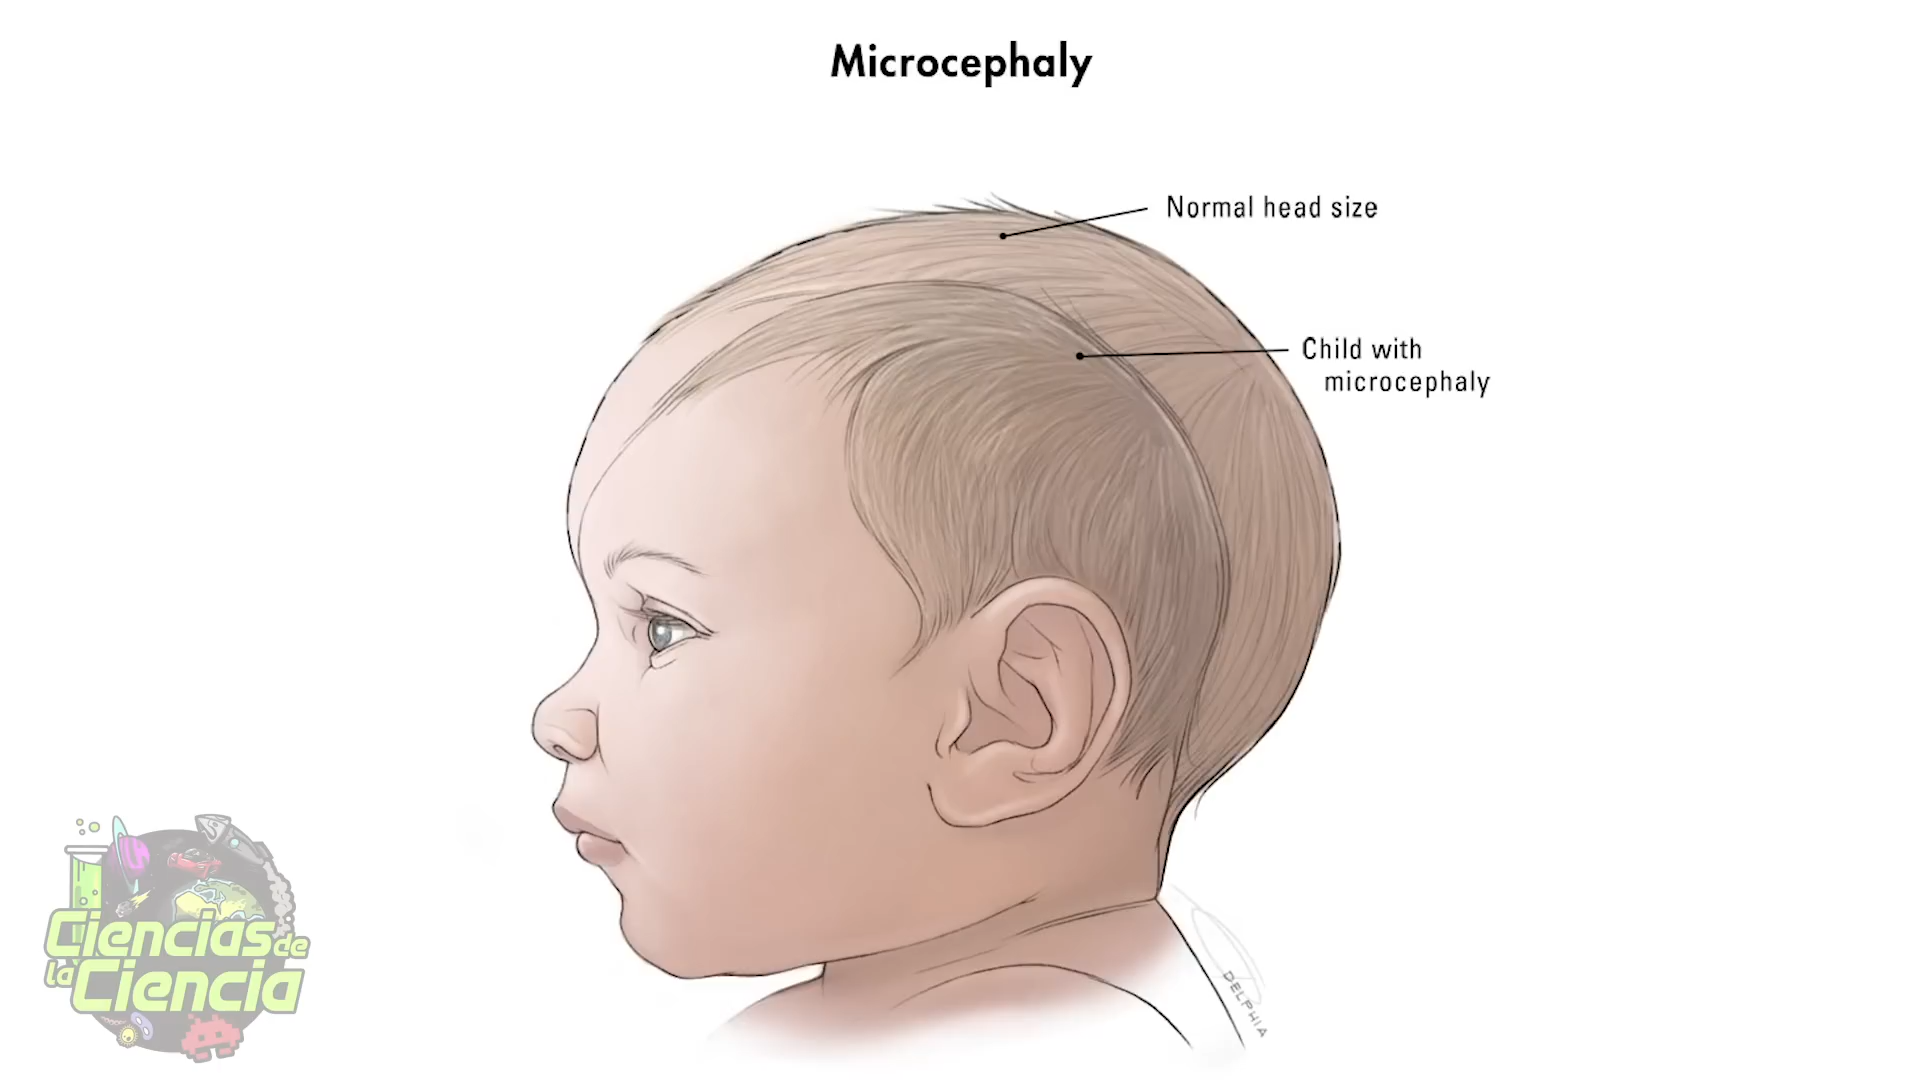 Microcephaly
Normal head size
Child with
microcephaly
Ciencias de
la Ciencia
DELPHIA